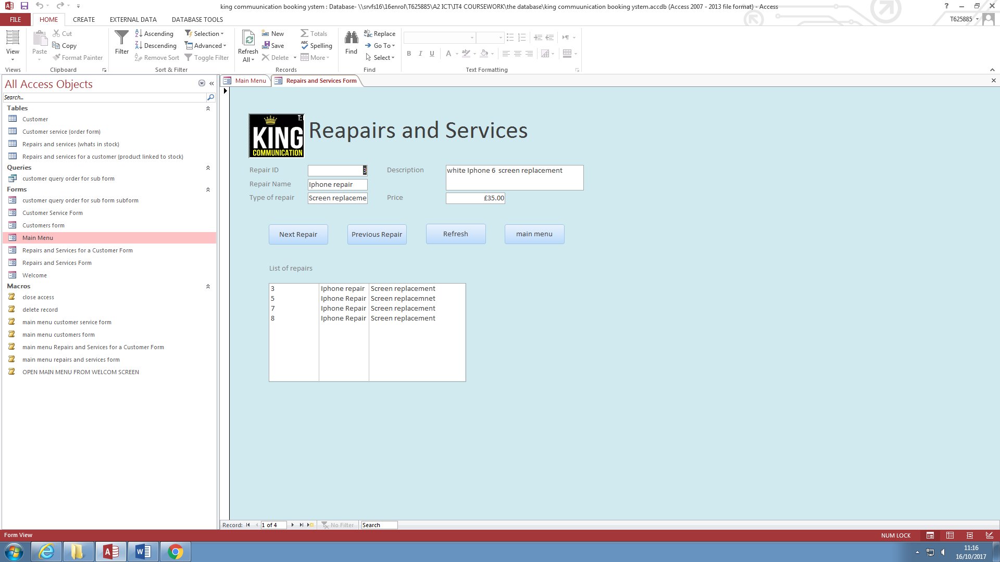 king commuunication booking ystem : Database- \\srvfs16\16enrol\T625885\A2 ICT\IT4 COURSEWORK\the database\king commuunication booking ystem.accdb (Access 2007 - 2013 file format) - Access
FILE HOME CREATE EXTERNAL DATA DATABASE TOOLS T625885
View
Views
Paste
Cut
Copy
Format Painter
Clipboard
Filter
Ascending
Descending
Remove Sort
Selection
Advanced
Toggle Filter
Sort & Filter
Refresh
All
New
Save
Delete
Totals
Spelling
More
Records
Find
Replace
Go To
Select
Find
B I U A
Text Formatting
All Access Objects
Search...
Tables
Customer
Customer service (order form)
Repairs and services (whats in stock)
Repairs and services for a customer (product linked to stock)
Queries
customer query order for sub form
Forms
customer query order for sub form subform
Customer Service Form
Customers form
Main Menu
Repairs and Services for a Customer Form
Repairs and Services Form
Welcome
Macros
close access
delete record
main menu customer service form
main menu customers form
main menu Repairs and Services for a Customer Form
main menu repairs and services form
OPEN MAIN MENU FROM WELCOM SCREEN
Main Menu Repairs and Services Form
T:
KING
COMMUNICATION
Reapairs and Services
Repair ID 3 Description white Iphone 6 screen replacement
Repair Name Iphone repair
Type of repair Screen replaceme Price £35.00
Next Repair Previous Repair Refresh main menu
List of repairs
3 Iphone repair Screen replacement
5 Iphone Repair Screen replacemnet
7 Iphone Repair Screen replacement
8 Iphone Repair Screen replacement
Record: 1 of 4 No Filter Search
Form View NUM LOCK
11:16
16/10/2017